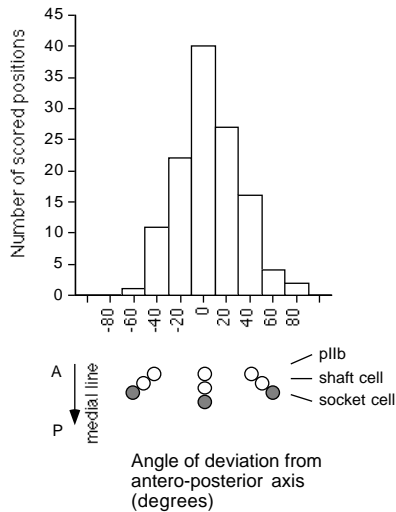 45
40
35
30
25
20
15
10
5
0
Number of scored positions
-80 -60 -40 -20 0 20 40 60 80
A
P
medial line
pIIb
shaft cell
socket cell
Angle of deviation from
antero-posterior axis
(degrees)